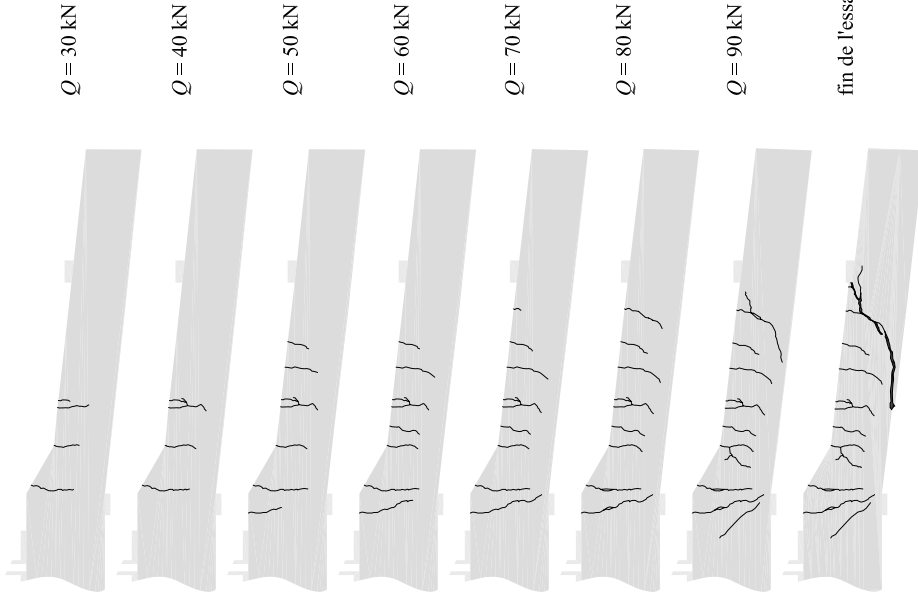 Q = 30 kN
Q = 40 kN
Q = 50 kN
Q = 60 kN
Q = 70 kN
Q = 80 kN
Q = 90 kN
fin de l'essa